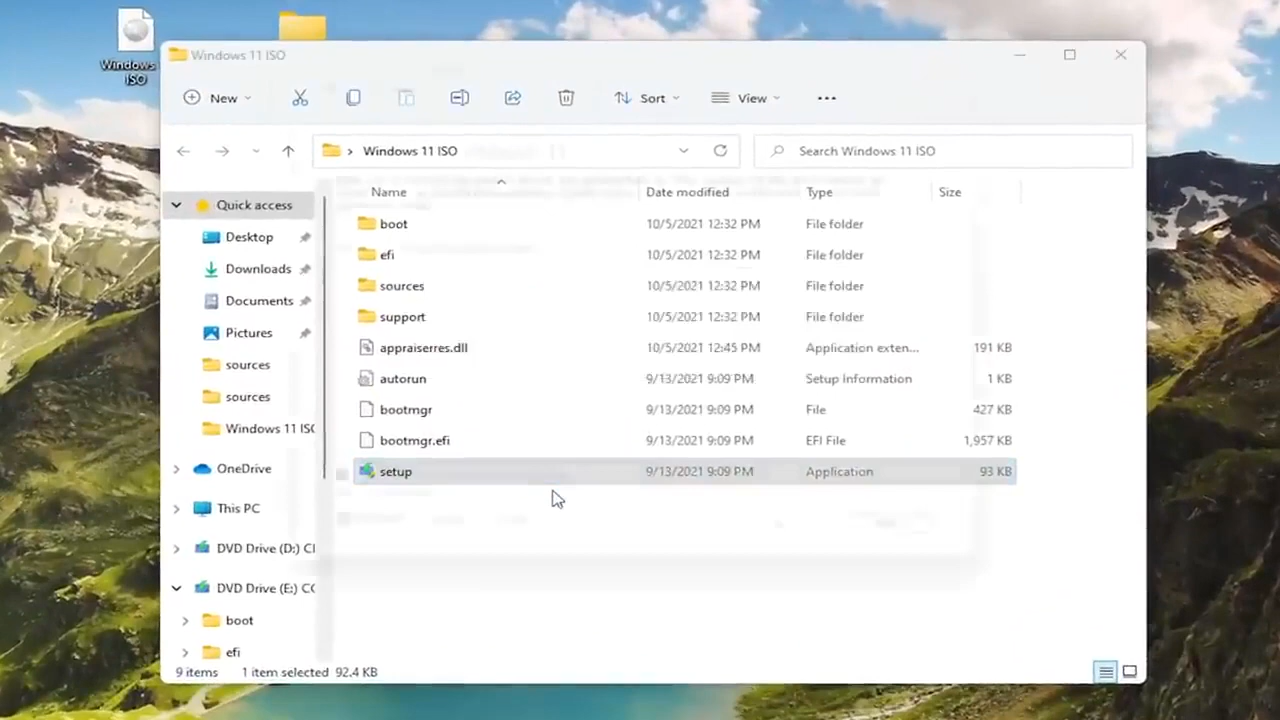 Windows
ISO
Windows 11 ISO
New
Sort
View
Windows 11 ISO
Search Windows 11 ISO
Name
Date modified
Type
Size
Quick access
Desktop
Downloads
Documents
Pictures
sources
sources
Windows 11 ISO
OneDrive
This PC
DVD Drive (D:) C
DVD Drive (E:) CC
boot
efi
boot 10/5/2021 12:32 PM File folder
efi 10/5/2021 12:32 PM File folder
sources 10/5/2021 12:32 PM File folder
support 10/5/2021 12:32 PM File folder
appraiserres.dll 10/5/2021 12:45 PM Application exten... 191 KB
autorun 9/13/2021 9:09 PM Setup Information 1 KB
bootmgr 9/13/2021 9:09 PM File 427 KB
bootmgr.efi 9/13/2021 9:09 PM EFI File 1,957 KB
setup 9/13/2021 9:09 PM Application 93 KB
9 items 1 item selected 92.4 KB